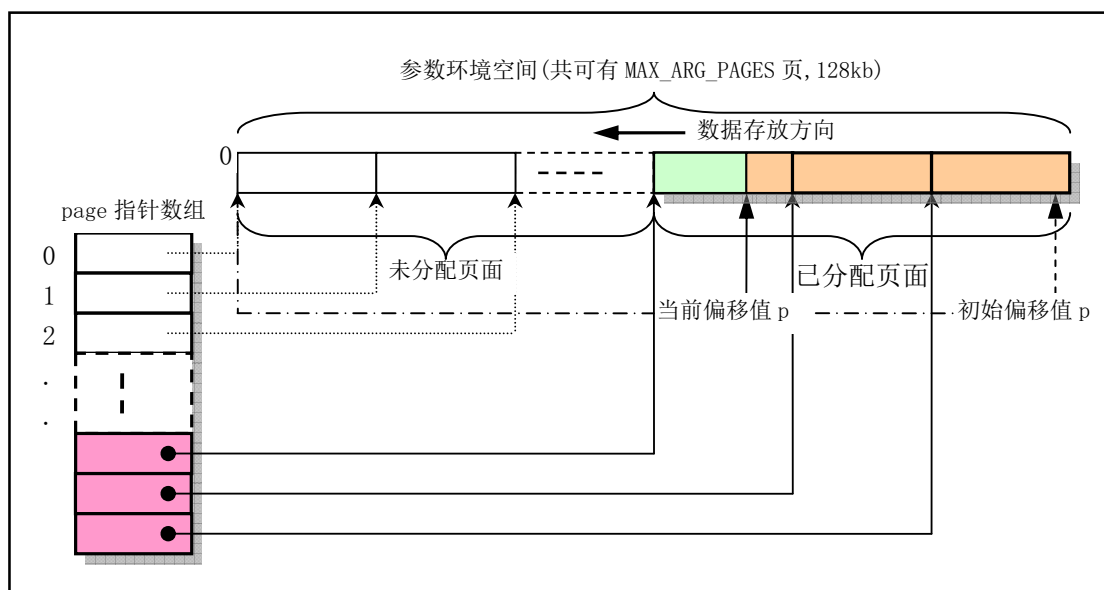 参数环境空间(共可有 MAX_ARG_PAGES 页, 128kb)
数据存放方向
0
page 指针数组
0
未分配页面
已分配页面
1
当前偏移值 p
初始偏移值 p
2
.
.